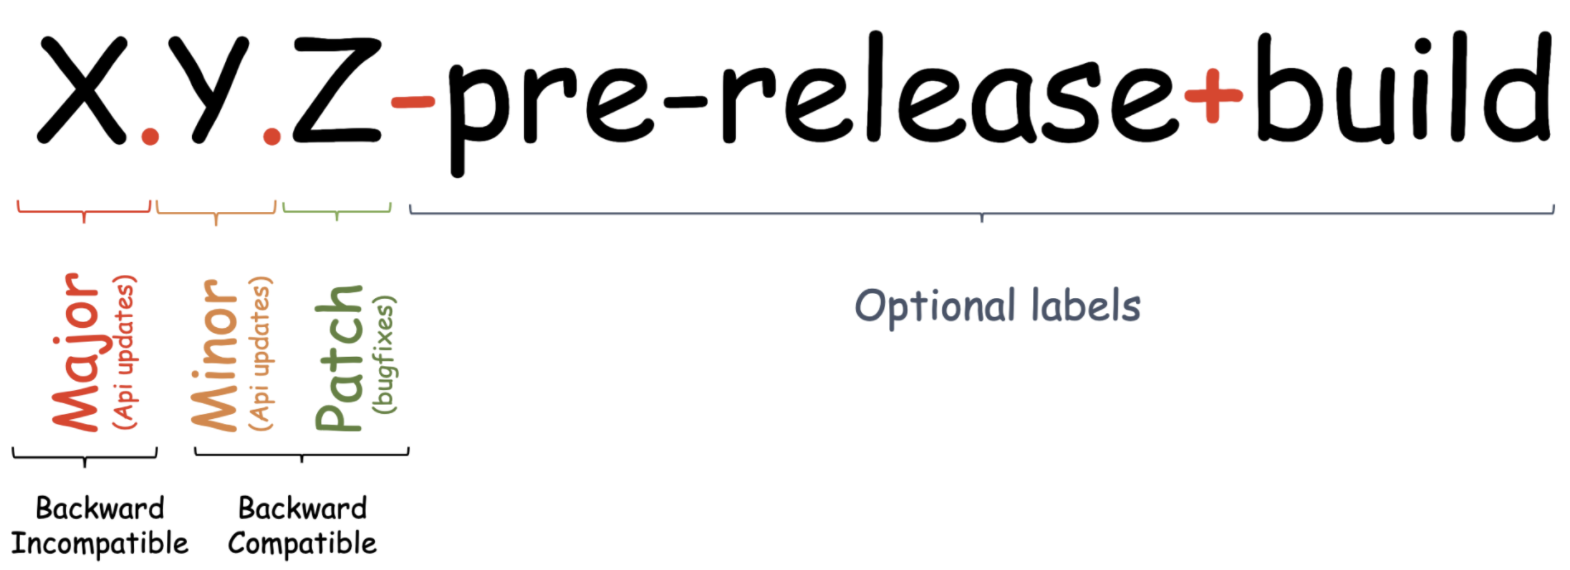 X.Y.Z-pre-release+build
Major
(Api updates)
Minor
(Api updates)
Patch
(bugfixes)
Optional labels
Backward
Incompatible
Backward
Compatible